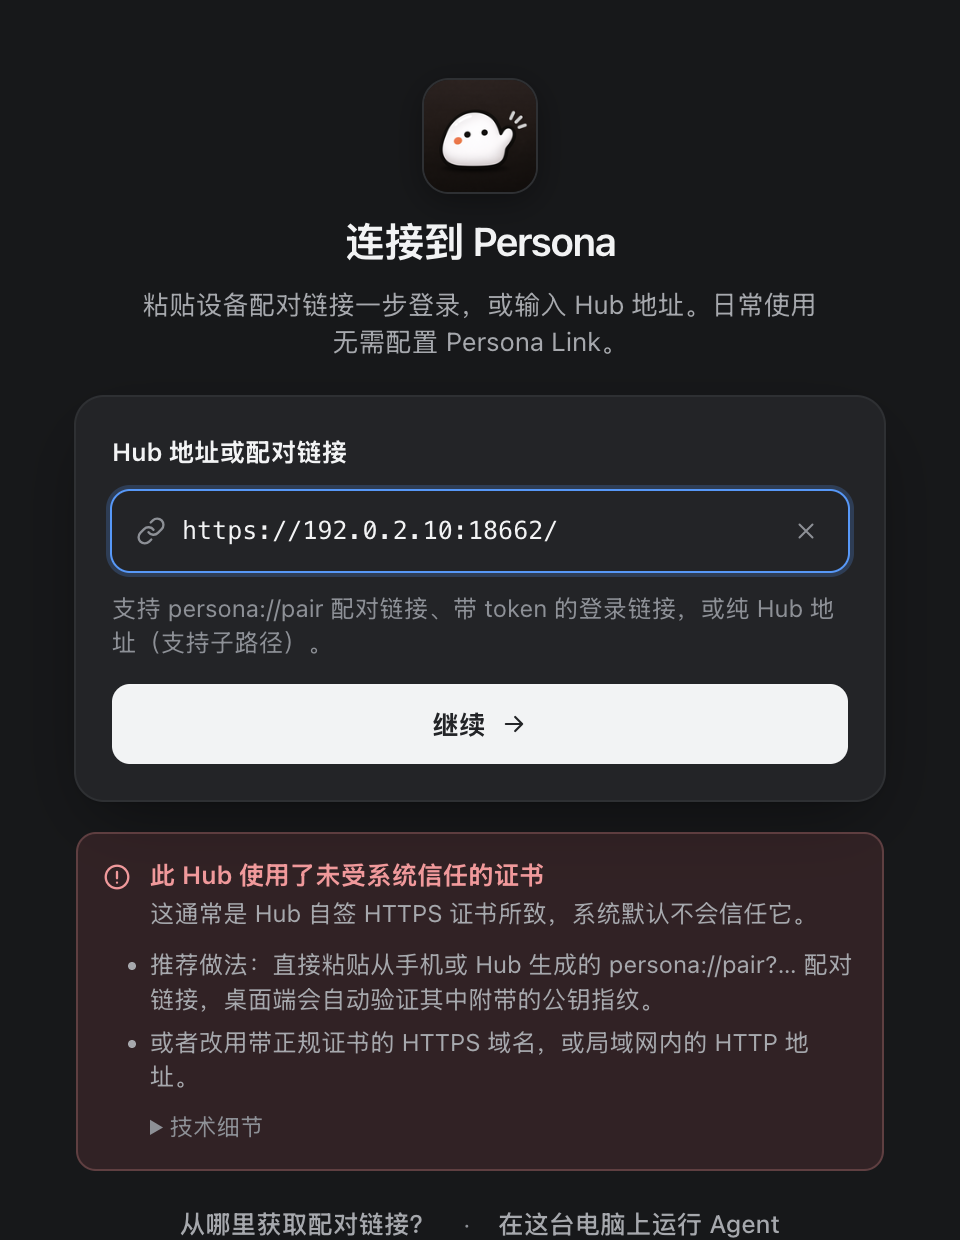 连接到 Persona
粘贴设备配对链接一步登录，或输入 Hub 地址。日常使用
无需配置 Persona Link。
Hub 地址或配对链接
https://192.0.2.10:18662/
支持 persona://pair 配对链接、带 token 的登录链接，或纯 Hub 地
址（支持子路径）。
继续 →
此 Hub 使用了未受系统信任的证书
这通常是 Hub 自签 HTTPS 证书所致，系统默认不会信任它。
• 推荐做法：直接粘贴从手机或 Hub 生成的 persona://pair?... 配对
链接，桌面端会自动验证其中附带的公钥指纹。
• 或者改用带正规证书的 HTTPS 域名，或局域网内的 HTTP 地
址。
▶ 技术细节
从哪里获取配对链接? · 在这台电脑上运行 Agent